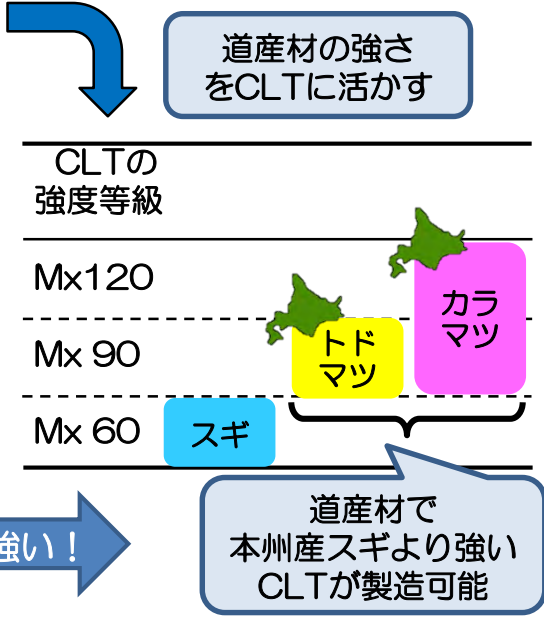 道産材の強さ
をCLTに活かす
CLTの
強度等級
Mx120
カラ
マツ
Mx 90
トド
マツ
Mx 60
スギ
強い！
道産材で
本州産スギより強い
CLTが製造可能